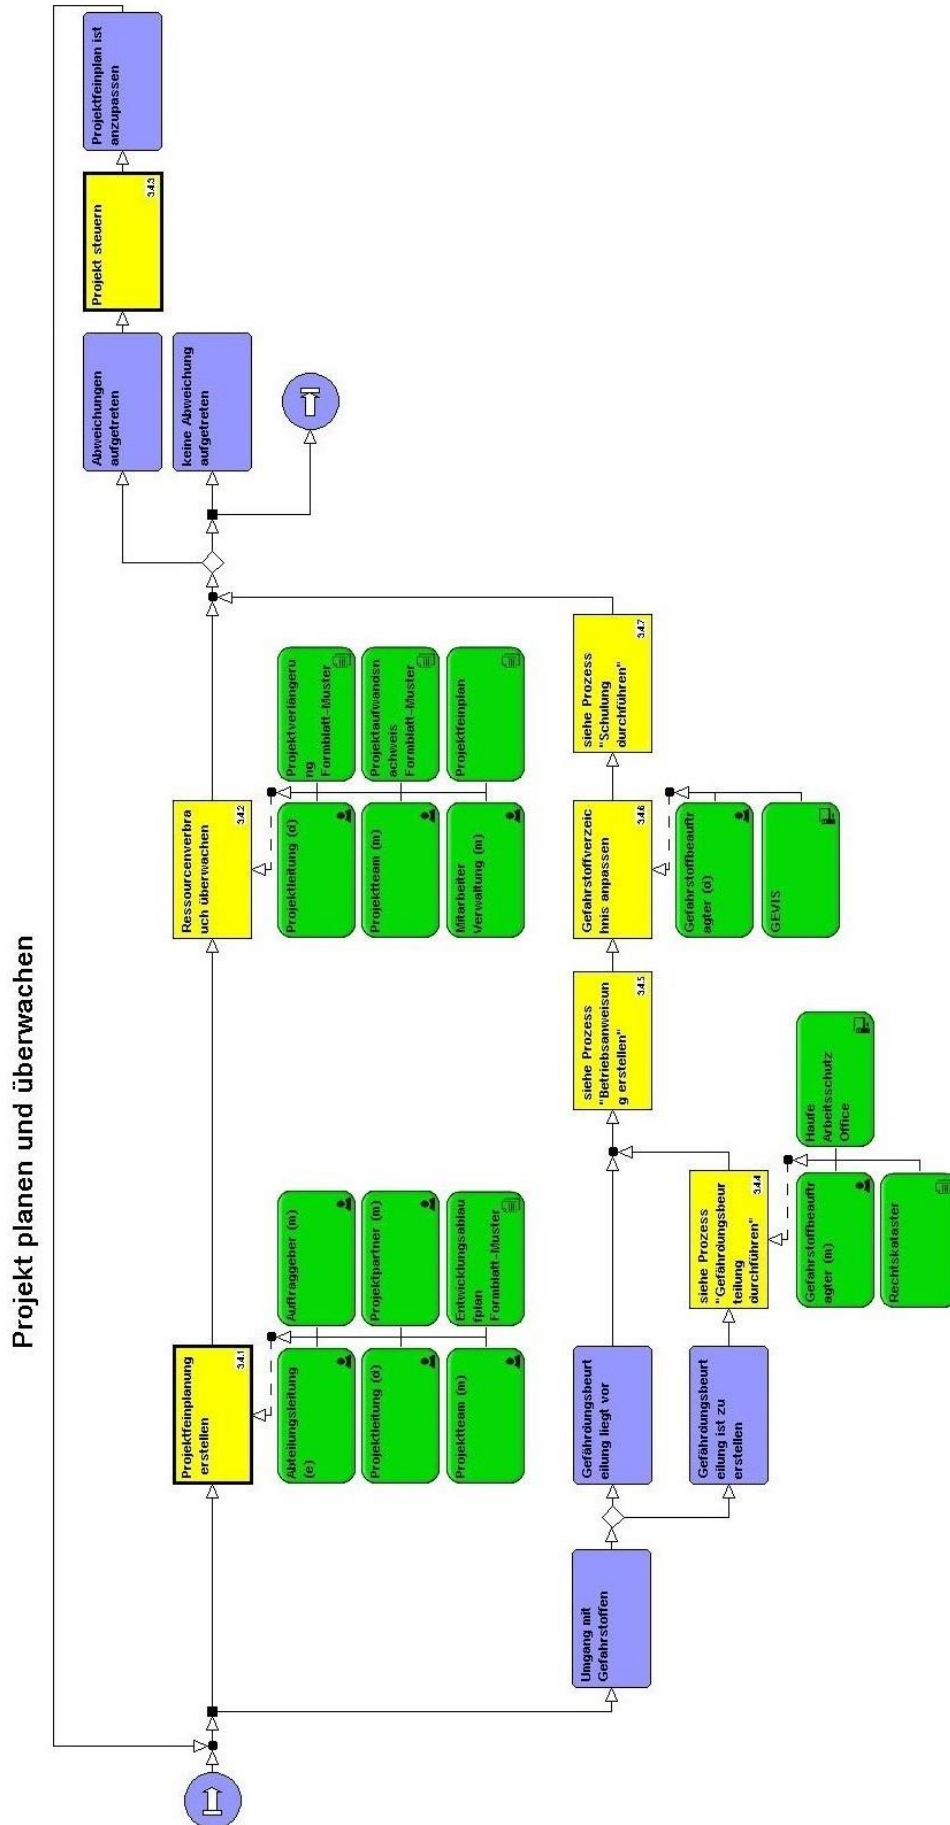 Projekt planen und überwachen
Projektfeinplanung
erstellen
3.4.1
Abteilungsleitung
(e)
Auftraggeber (m)
Projektleitung (d)
Projektpartner (m)
Projektteam (m)
Entwicklungsablau
fplan
Formblatt-Muster
Ressourcenverbra
uch überwachen
3.4.2
Projektleitung (d)
Projektverlängeru
ng
Formblatt-Muster
Projektteam (m)
Projektaufwandsn
achweis
Formblatt-Muster
Mitarbeiter
Verwaltung (m)
Projektfeinplan
Abweichungen
aufgetreten
keine Abweichung
aufgetreten
Projekt steuern
3.4.3
Projektfeinplan ist
anzupassen
Umgang mit
Gefahrstoffen
Gefährdungsbeurt
eilung liegt vor
Gefährdungsbeurt
eilung ist zu
erstellen
siehe Prozess
"Gefährdungsbeur
teilung
durchführen"
3.4.4
Gefahrstoffbeauftr
agter (m)
Haufe
Arbeitsschutz
Office
Rechtskataster
siehe Prozess
"Betriebsanweisun
g erstellen"
3.4.5
Gefahrstoffverzeic
hnis anpassen
3.4.6
Gefahrstoffbeauftr
agter (d)
GEVIS
siehe Prozess
"Schulung
durchführen"
3.4.7